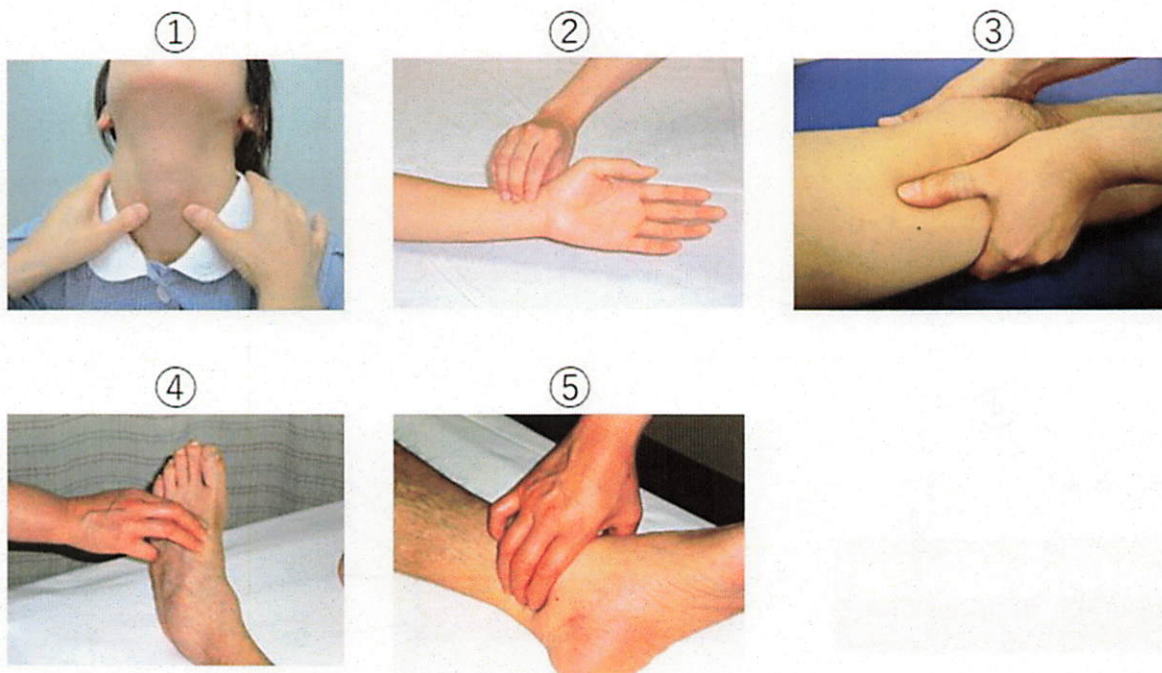 ① ② ③
④ ⑤